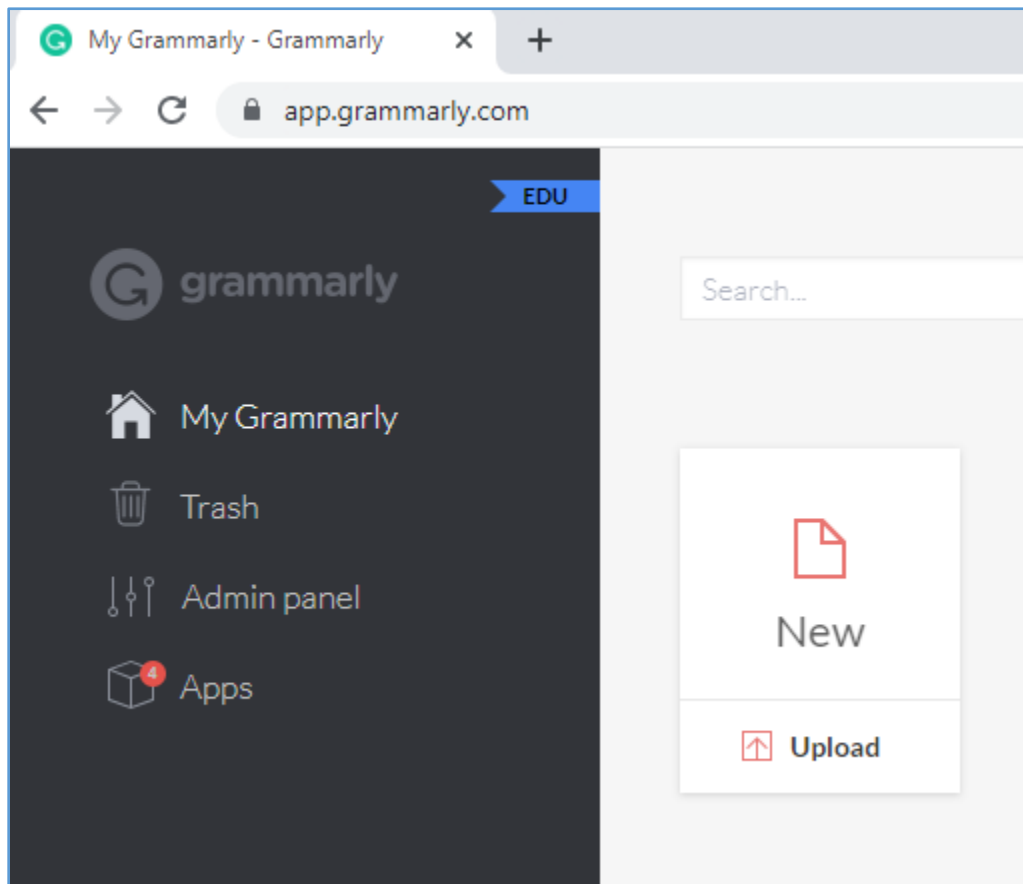 My Grammarly - Grammarly
app.grammarly.com
EDU
grammarly
Search...
My Grammarly
Trash
Admin panel
4
Apps
New
Upload